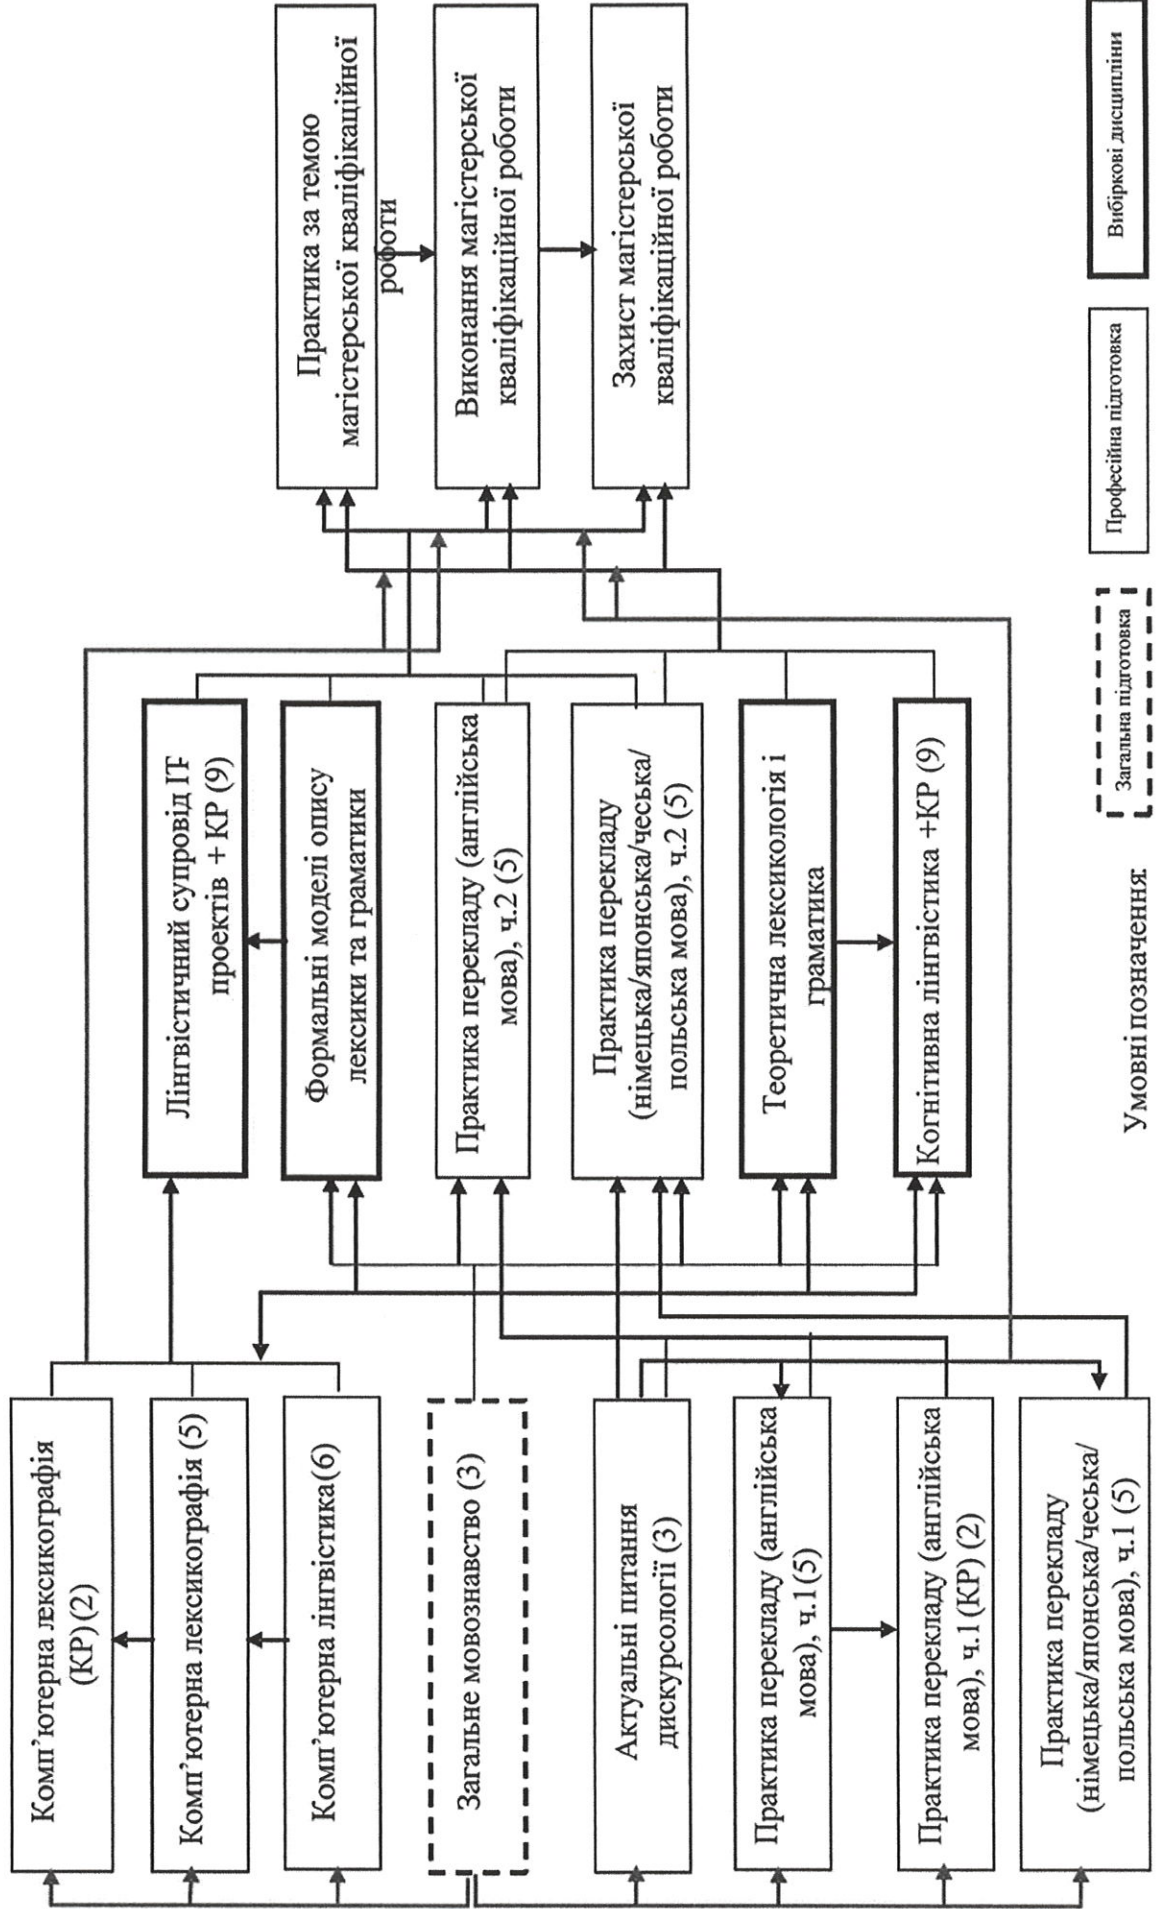 Комп’ютерна лексикографія
(КР) (2)
Комп’ютерна лексикографія (5)
Комп’ютерна лінгвістика(6)
Загальне мовознавство (3)
Актуальні питання
дискурсології (3)
Практика перекладу (англійська
мова), ч.1(5)
Практика перекладу (англійська
мова), ч.1(КР) (2)
Практика перекладу
(німецька/японська/чеська/
польська мова), ч.1 (5)
Лінгвістичний супровід ІТ
проектів + КР (9)
Формальні моделі опису
лексики та граматики
Практика перекладу (англійська
мова), ч.2 (5)
Практика перекладу
(німецька/японська/чеська/
польська мова), ч.2 (5)
Теоретична лексикологія і
граматика
Когнітивна лінгвістика +КР (9)
Практика за темою
магістерської кваліфікаційної
роботи
Виконання магістерської
кваліфікаційної роботи
Захист магістерської
кваліфікаційної роботи
Умовні позначення:
Загальна підготовка
Професійна підготовка
Вибіркові дисципліни